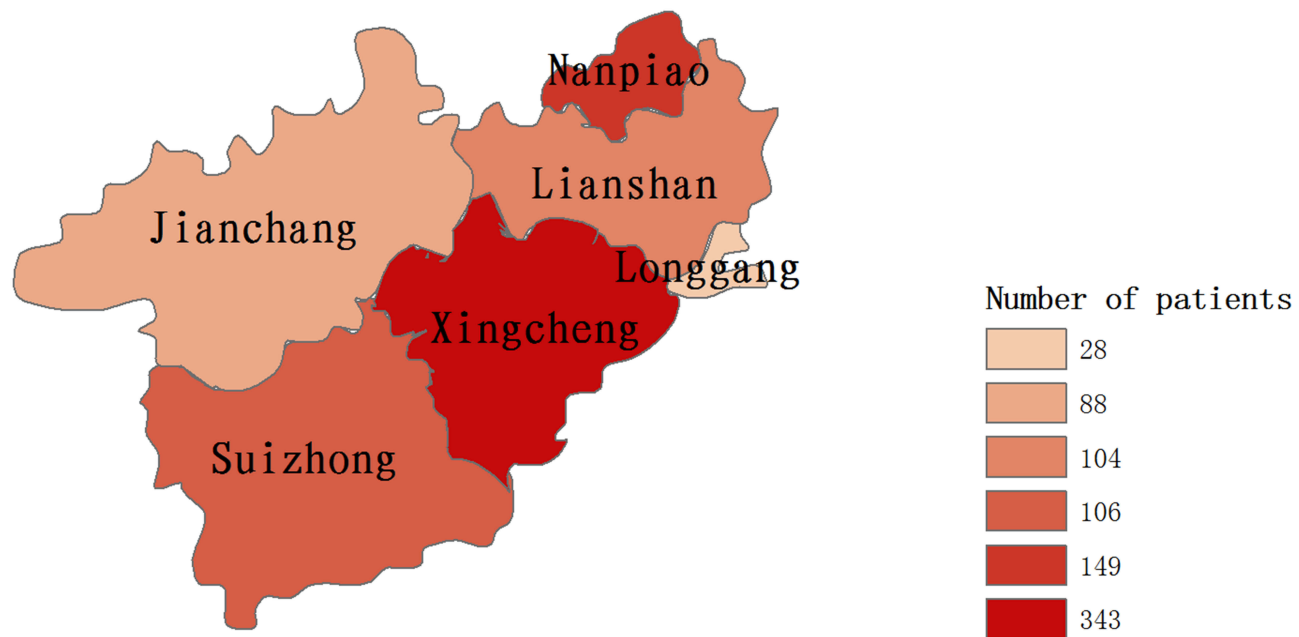 Nanpiao
Lianshan
Jianchang
Longgang
Xingcheng
Suizhong
Number of patients
28
88
104
106
149
343